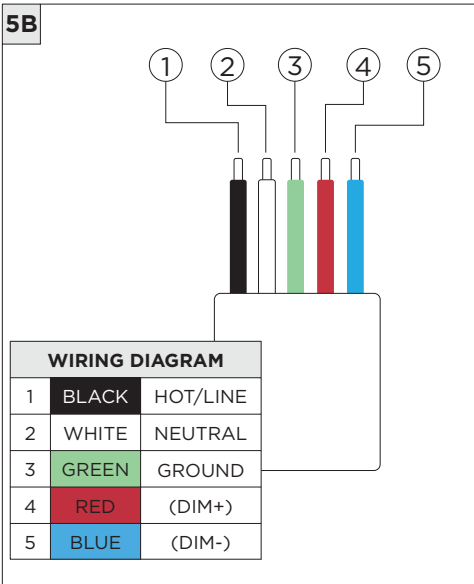 5B
1 2 3 4 5
WIRING DIAGRAM
1 BLACK HOT/LINE
2 WHITE NEUTRAL
3 GREEN GROUND
4 RED (DIM+)
5 BLUE (DIM-)